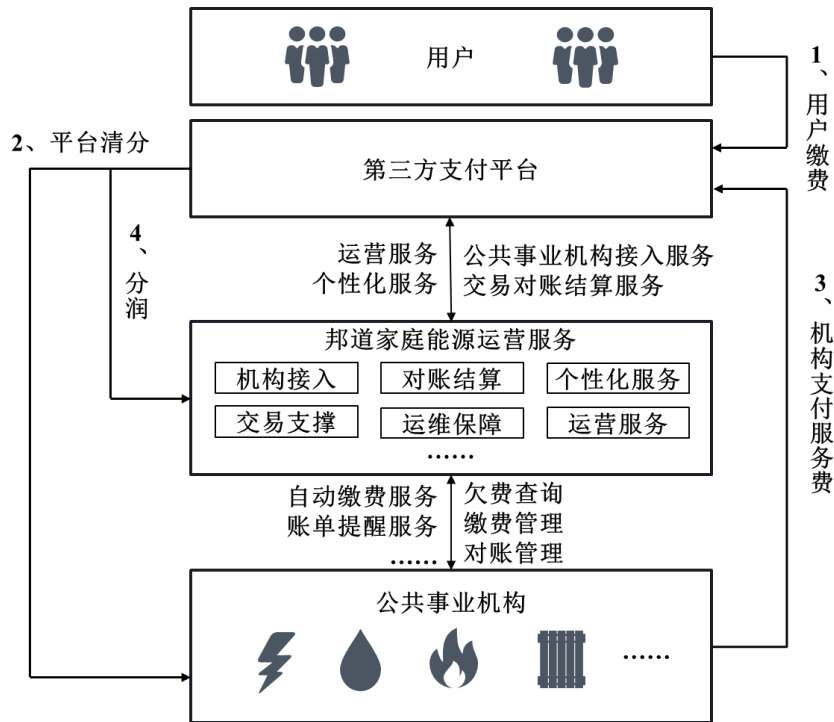 用户
1、用户缴费
2、平台清分
第三方支付平台
4、分润
运营服务
个性化服务
公共事业机构接入服务
交易对账结算服务
3、机构支付服务费
邦道家庭能源运营服务
机构接入
对账结算
个性化服务
交易支撑
运维保障
运营服务
……
自动缴费服务
账单提醒服务
……
欠费查询
缴费管理
对账管理
公共事业机构
……